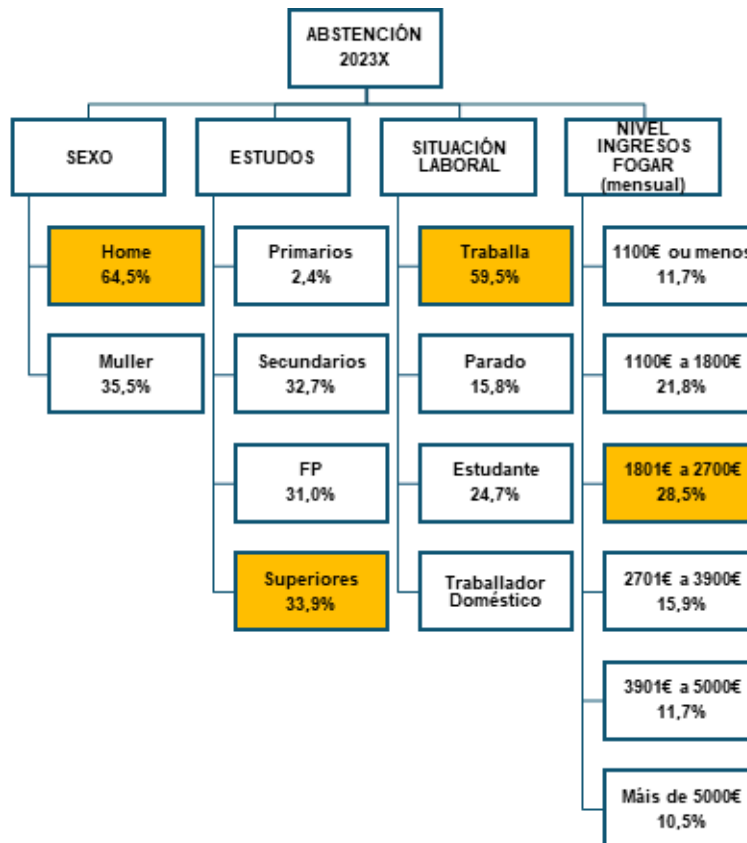 ABSTENCIÓN
2023X
SEXO
ESTUDOS
SITUACIÓN
LABORAL
NIVEL
INGRESOS
FOGAR
(mensual)
Home
64,5%
Primarios
2,4%
Traballa
59,5%
1100€ ou menos
11,7%
Muller
35,5%
Secundarios
32,7%
Parado
15,8%
1100€ a 1800€
21,8%
FP
31,0%
Estudante
24,7%
1801€ a 2700€
28,5%
Superiores
33,9%
Traballador
Doméstico
2701€ a 3900€
15,9%
3901€ a 5000€
11,7%
Máis de 5000€
10,5%